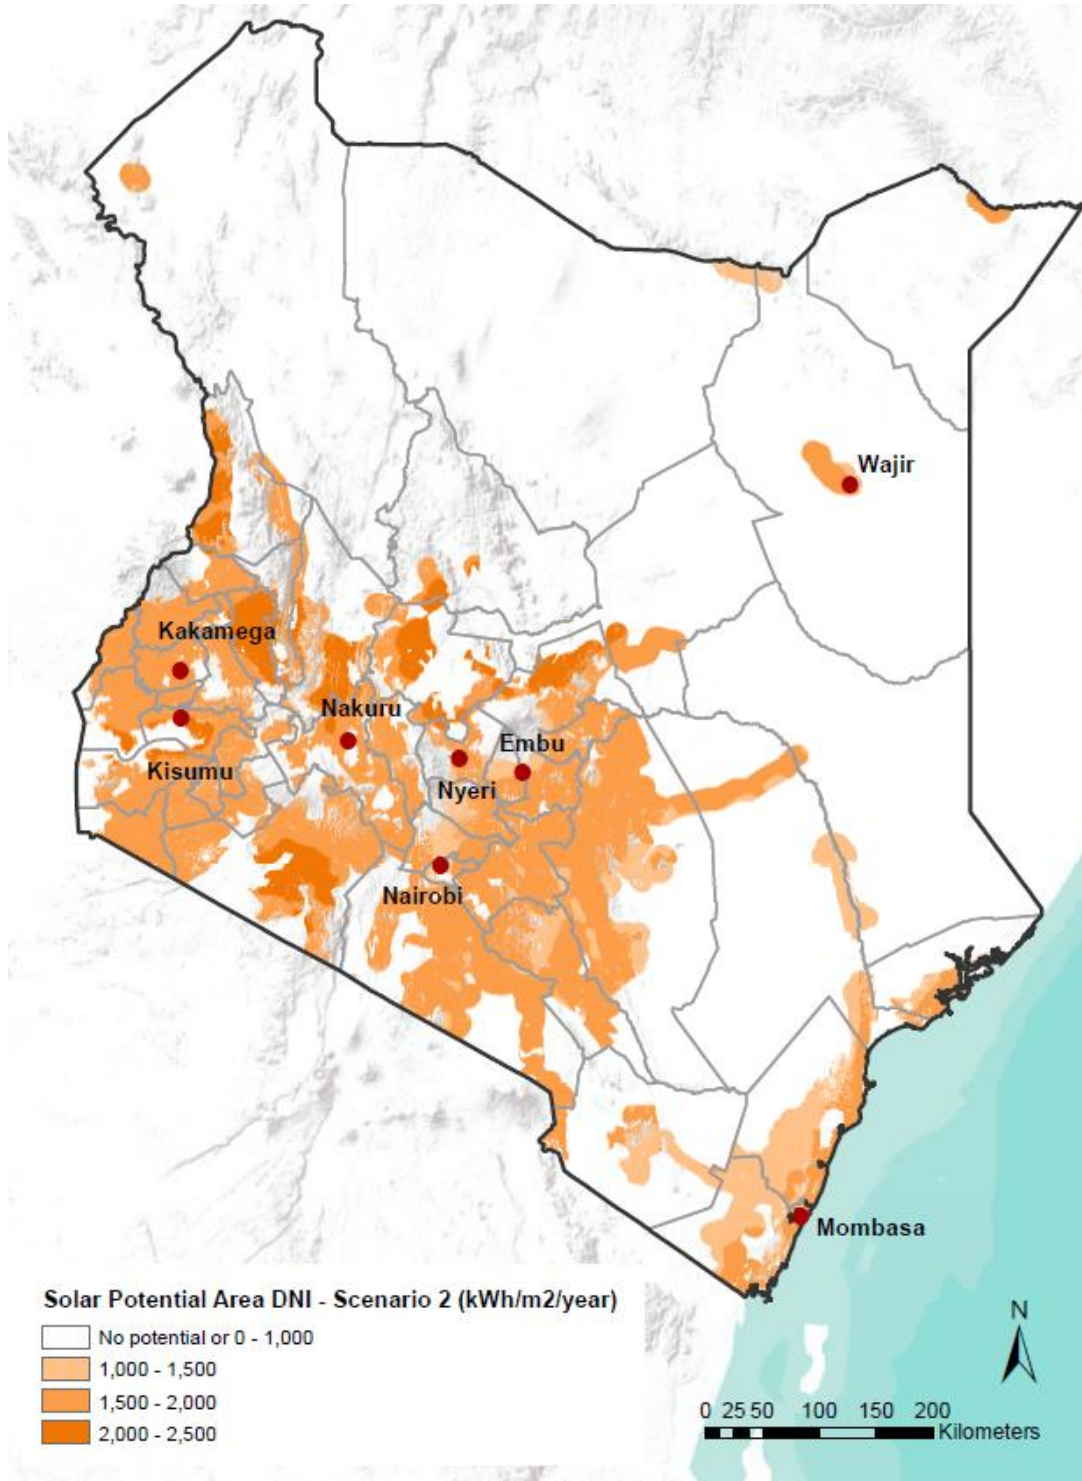 Wajir
Kakamega
Nakuru
Embu
Kisumu
Nyeri
Nairobi
Mombasa
Solar Potential Area DNI - Scenario 2 (kWh/m2/year)
No potential or 0 - 1,000
1,000 - 1,500
1,500 - 2,000
2,000 - 2,500
N
0 25 50 100 150 200
Kilometers